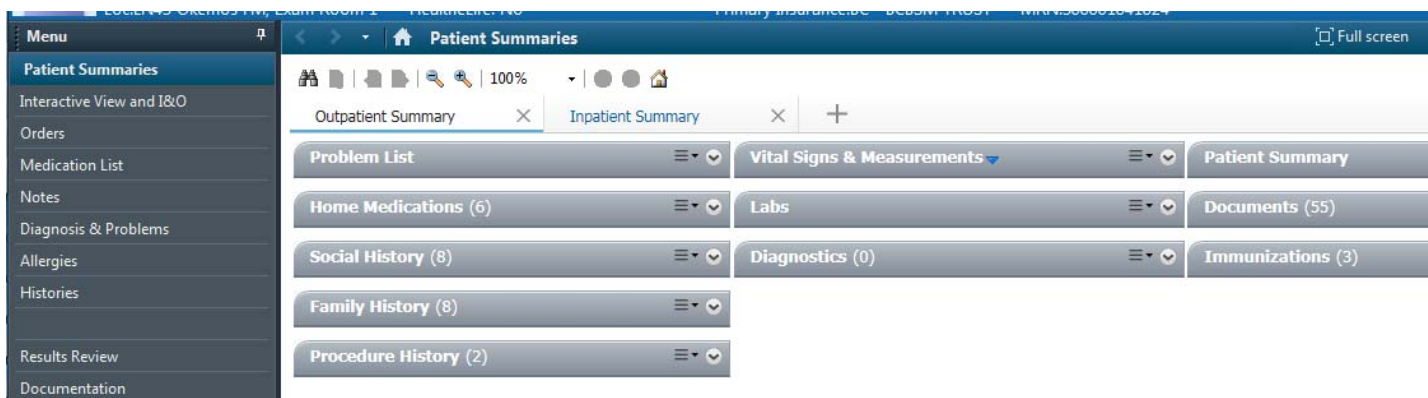 Menu
Patient Summaries
Full screen
Patient Summaries
Interactive View and I&O
Orders
Medication List
Notes
Diagnosis & Problems
Allergies
Histories
Results Review
Documentation
100%
Outpatient Summary
Inpatient Summary
Problem List
Vital Signs & Measurements
Patient Summary
Home Medications (6)
Labs
Documents (55)
Social History (8)
Diagnostics (0)
Immunizations (3)
Family History (8)
Procedure History (2)